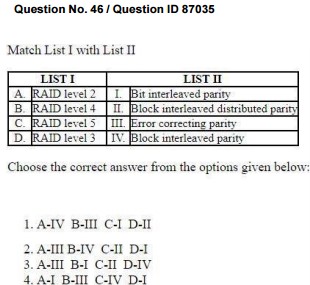 Question No. 46 / Question ID 87035
Match List I with List II
LIST I LIST II
A. RAID level 2 I. Bit interleaved parity
B. RAID level 4 II. Block interleaved distributed parity
C. RAID level 5 III. Error correcting parity
D. RAID level 3 IV. Block interleaved parity
Choose the correct answer from the options given below:
1. A-IV B-III C-I D-II
2. A-III B-IV C-II D-I
3. A-III B-I C-II D-IV
4. A-I B-III C-IV D-I